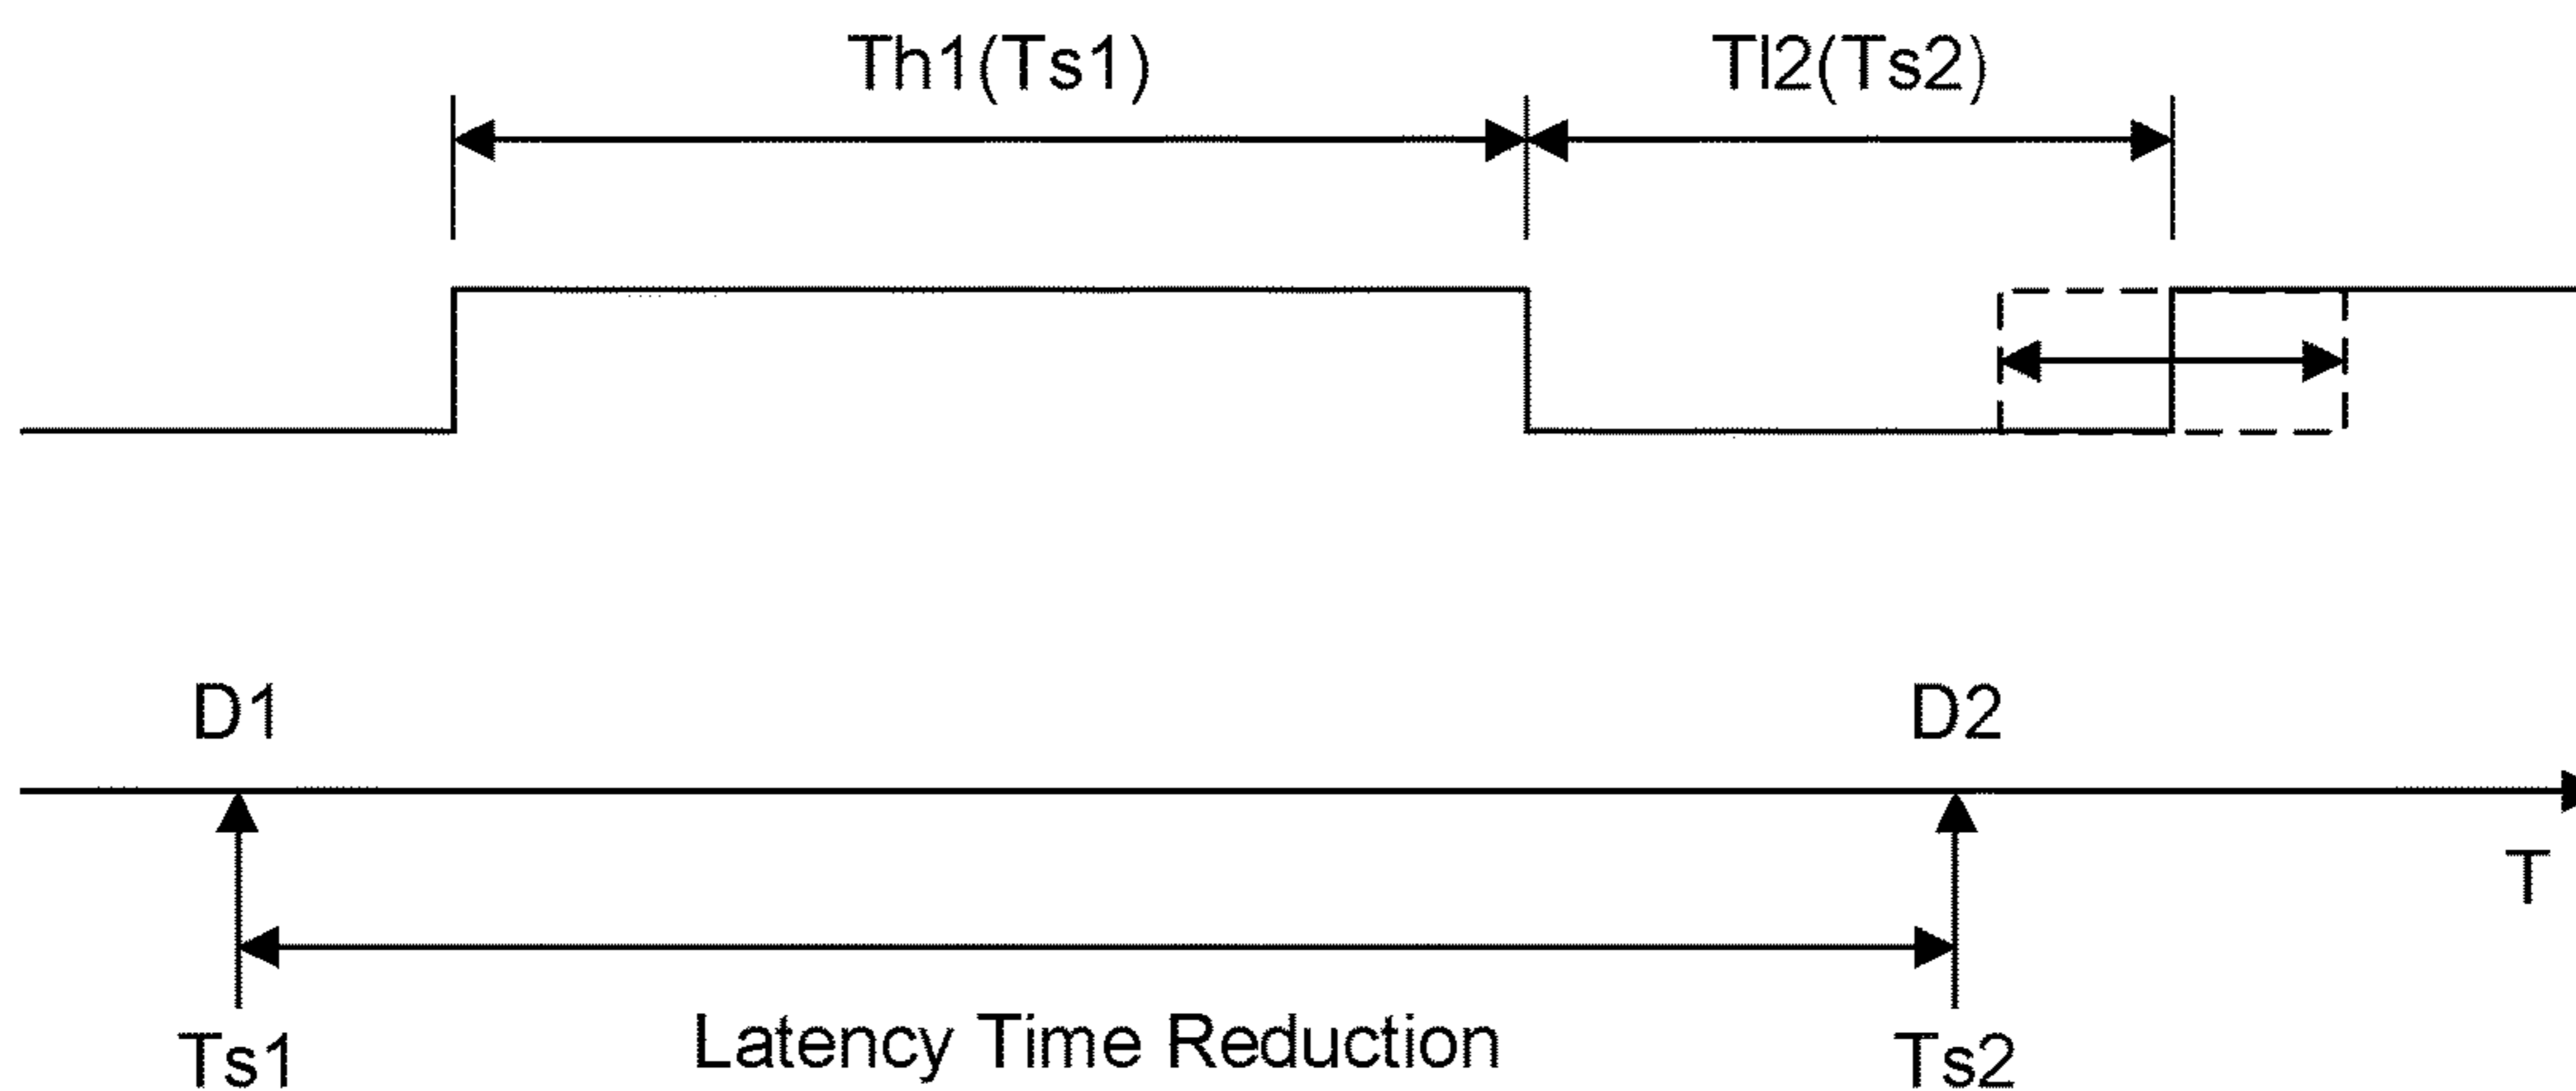 Th1(Ts1) Tl2(Ts2)
D1 D2
T
Ts1 Latency Time Reduction Ts2